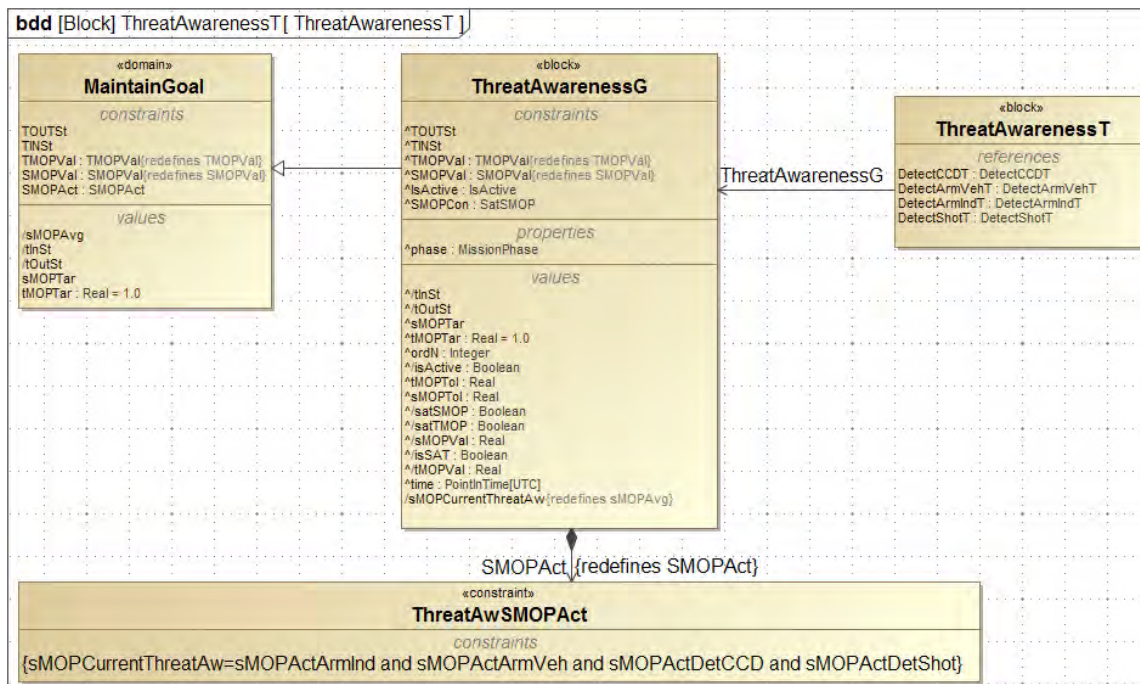 bdd [Block] ThreatAwarenessT[ ThreatAwarenessT ]
«domain»
MaintainGoal
constraints
TOUTSt
TINSt
TMOPVal : TMOPVal{redefines TMOPVal}
SMOPVal : SMOPVal{redefines SMOPVal}
SMOPAct : SMOPAct
values
/sMOPAvg
/tInSt
/tOutSt
sMOPTar
tMOPTar : Real = 1.0
«block»
ThreatAwarenessG
constraints
^TOUTSt
^TINSt
^TMOPVal : TMOPVal{redefines TMOPVal}
^SMOPVal : SMOPVal{redefines SMOPVal}
^IsActive : IsActive
^SMOPCon : SatSMOP
properties
^phase : MissionPhase
values
^/tInSt
^/tOutSt
^sMOPTar
^tMOPTar : Real = 1.0
^ordN : Integer
^/isActive : Boolean
^tMOPTol : Real
^sMOPTol : Real
^/satSMOP : Boolean
^/satTMOP : Boolean
^/sMOPVal : Real
^/isSAT : Boolean
^/tMOPVal : Real
^time : PointInTime[UTC]
/sMOPCurrentThreatAw{redefines sMOPAvg}
ThreatAwarenessG
«block»
ThreatAwarenessT
references
DetectCCDT : DetectCCDT
DetectArmVehT : DetectArmVehT
DetectArmIndT : DetectArmIndT
DetectShotT : DetectShotT
SMOPAct {redefines SMOPAct}
«constraint»
ThreatAwSMOPAct
constraints
{sMOPCurrentThreatAw=sMOPActArmInd and sMOPActArmVeh and sMOPActDetCCD and sMOPActDetShot}